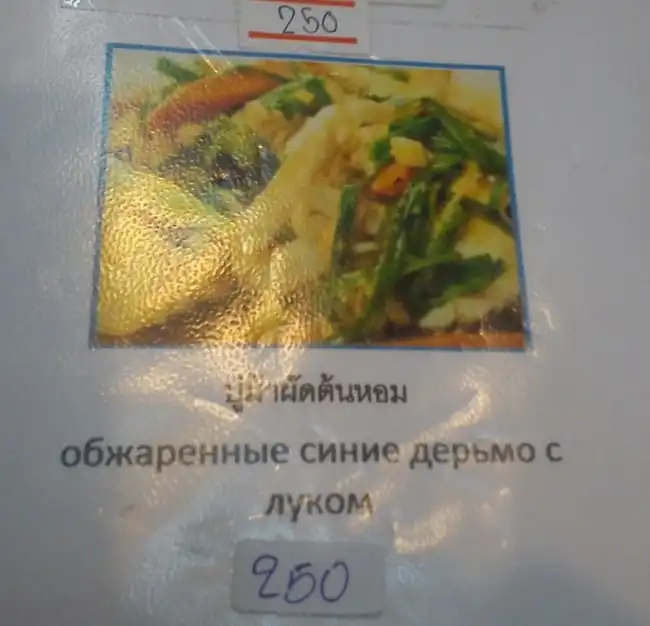 250
ปูม้าผัดต้นหอม
обжаренные синие дерьмо с
луком
250